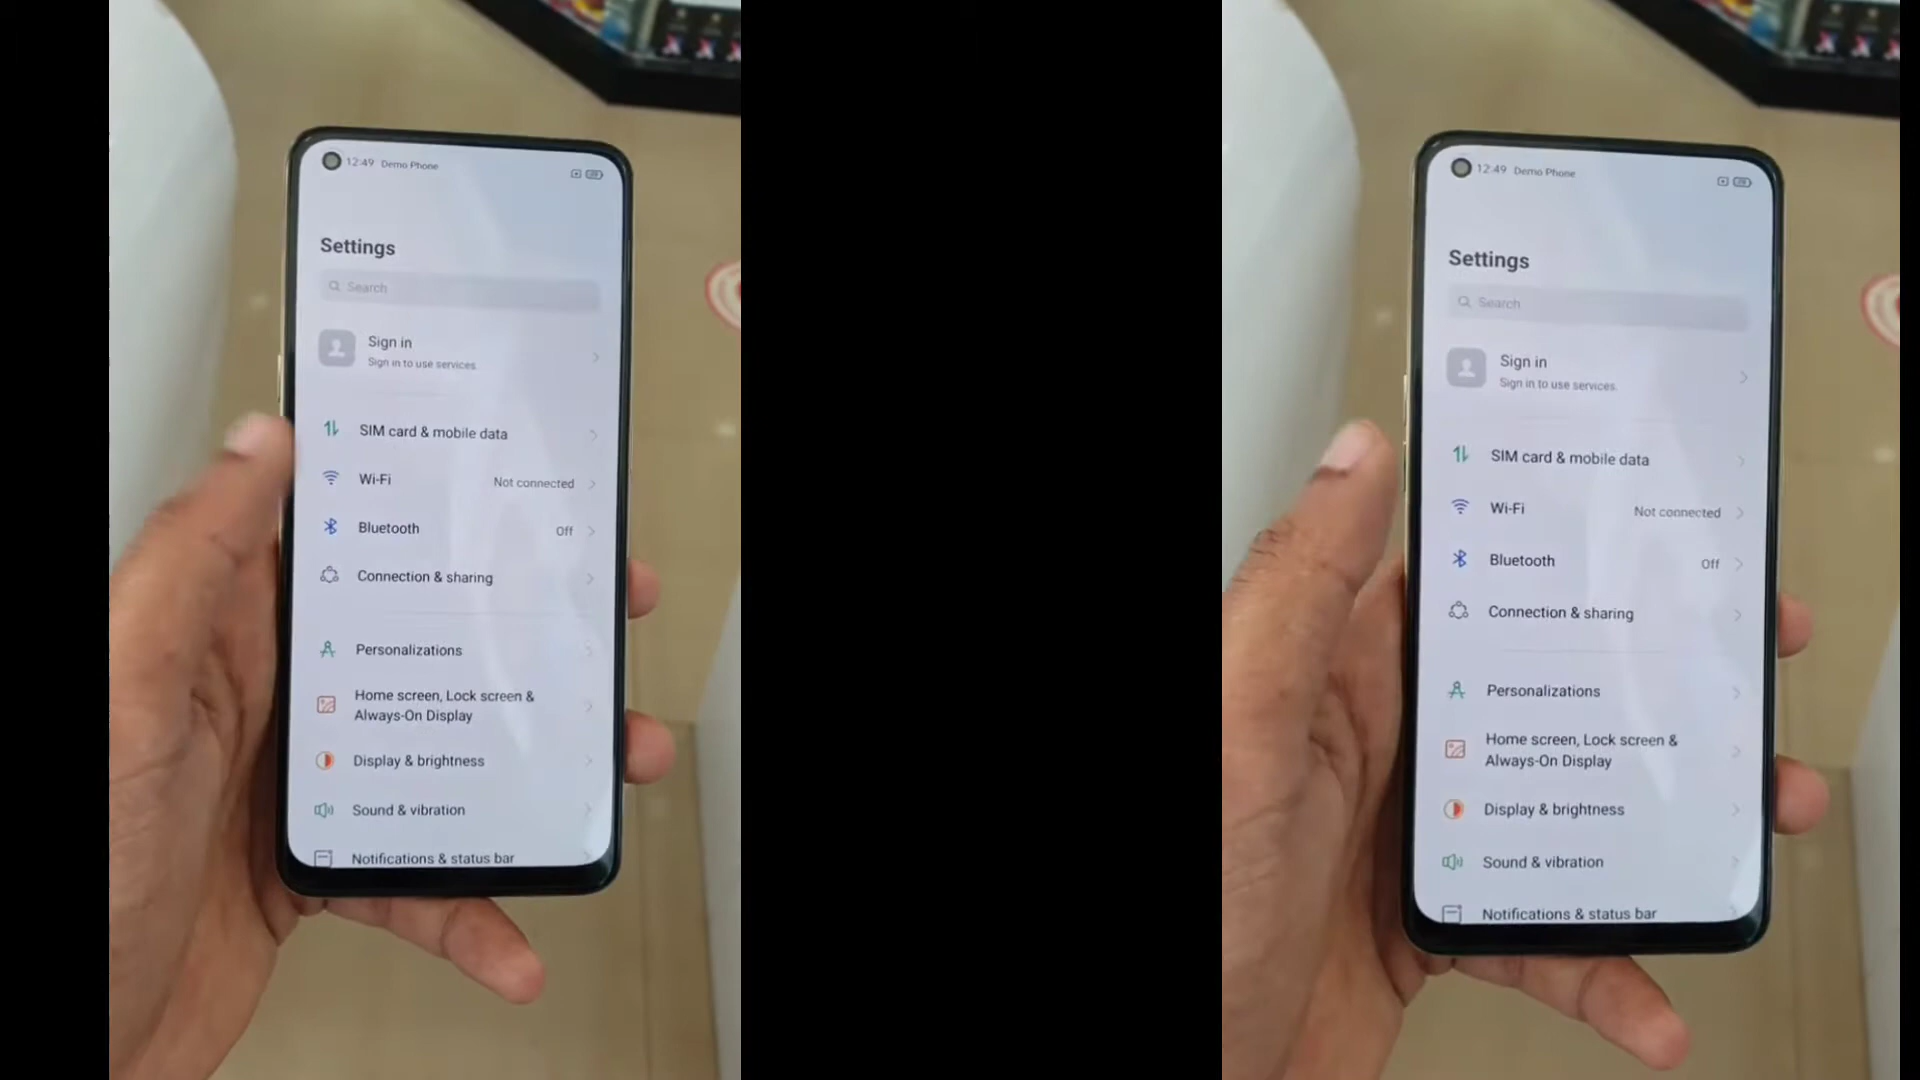 12:49 Demo Phone
Settings
Search
Sign in
Sign in to use services.
SIM card & mobile data
Wi-Fi Not connected
Bluetooth Off
Connection & sharing
Personalizations
Home screen, Lock screen &
Always-On Display
Display & brightness
Sound & vibration
Notifications & status bar
12:49 Demo Phone
Settings
Search
Sign in
Sign in to use services.
SIM card & mobile data
Wi-Fi Not connected
Bluetooth Off
Connection & sharing
Personalizations
Home screen, Lock screen &
Always-On Display
Display & brightness
Sound & vibration
Notifications & status bar